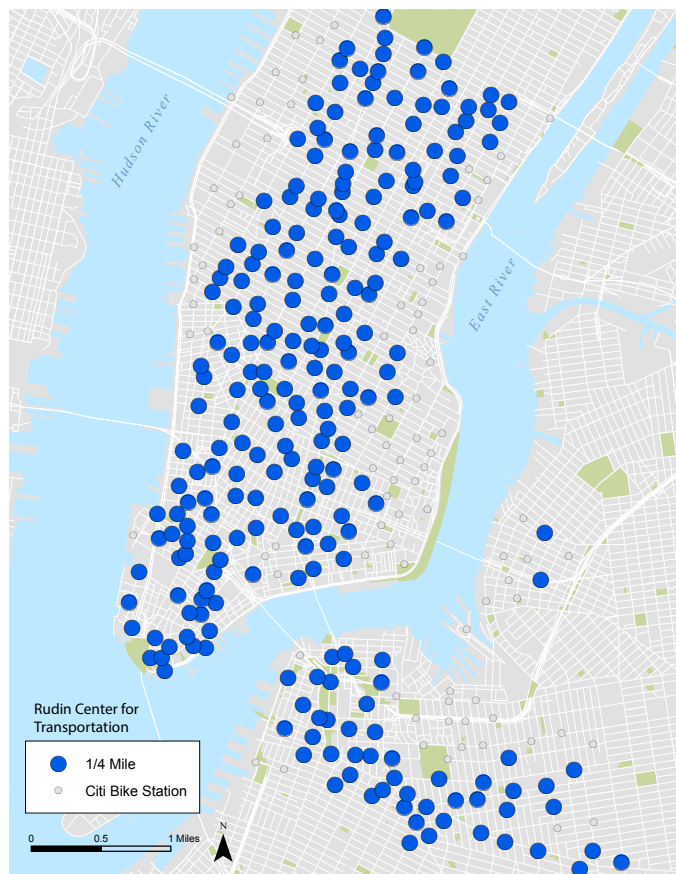 Hudson River
East River
Rudin Center for
Transportation
1/4 Mile
Citi Bike Station
N
0 0.5 1 Miles